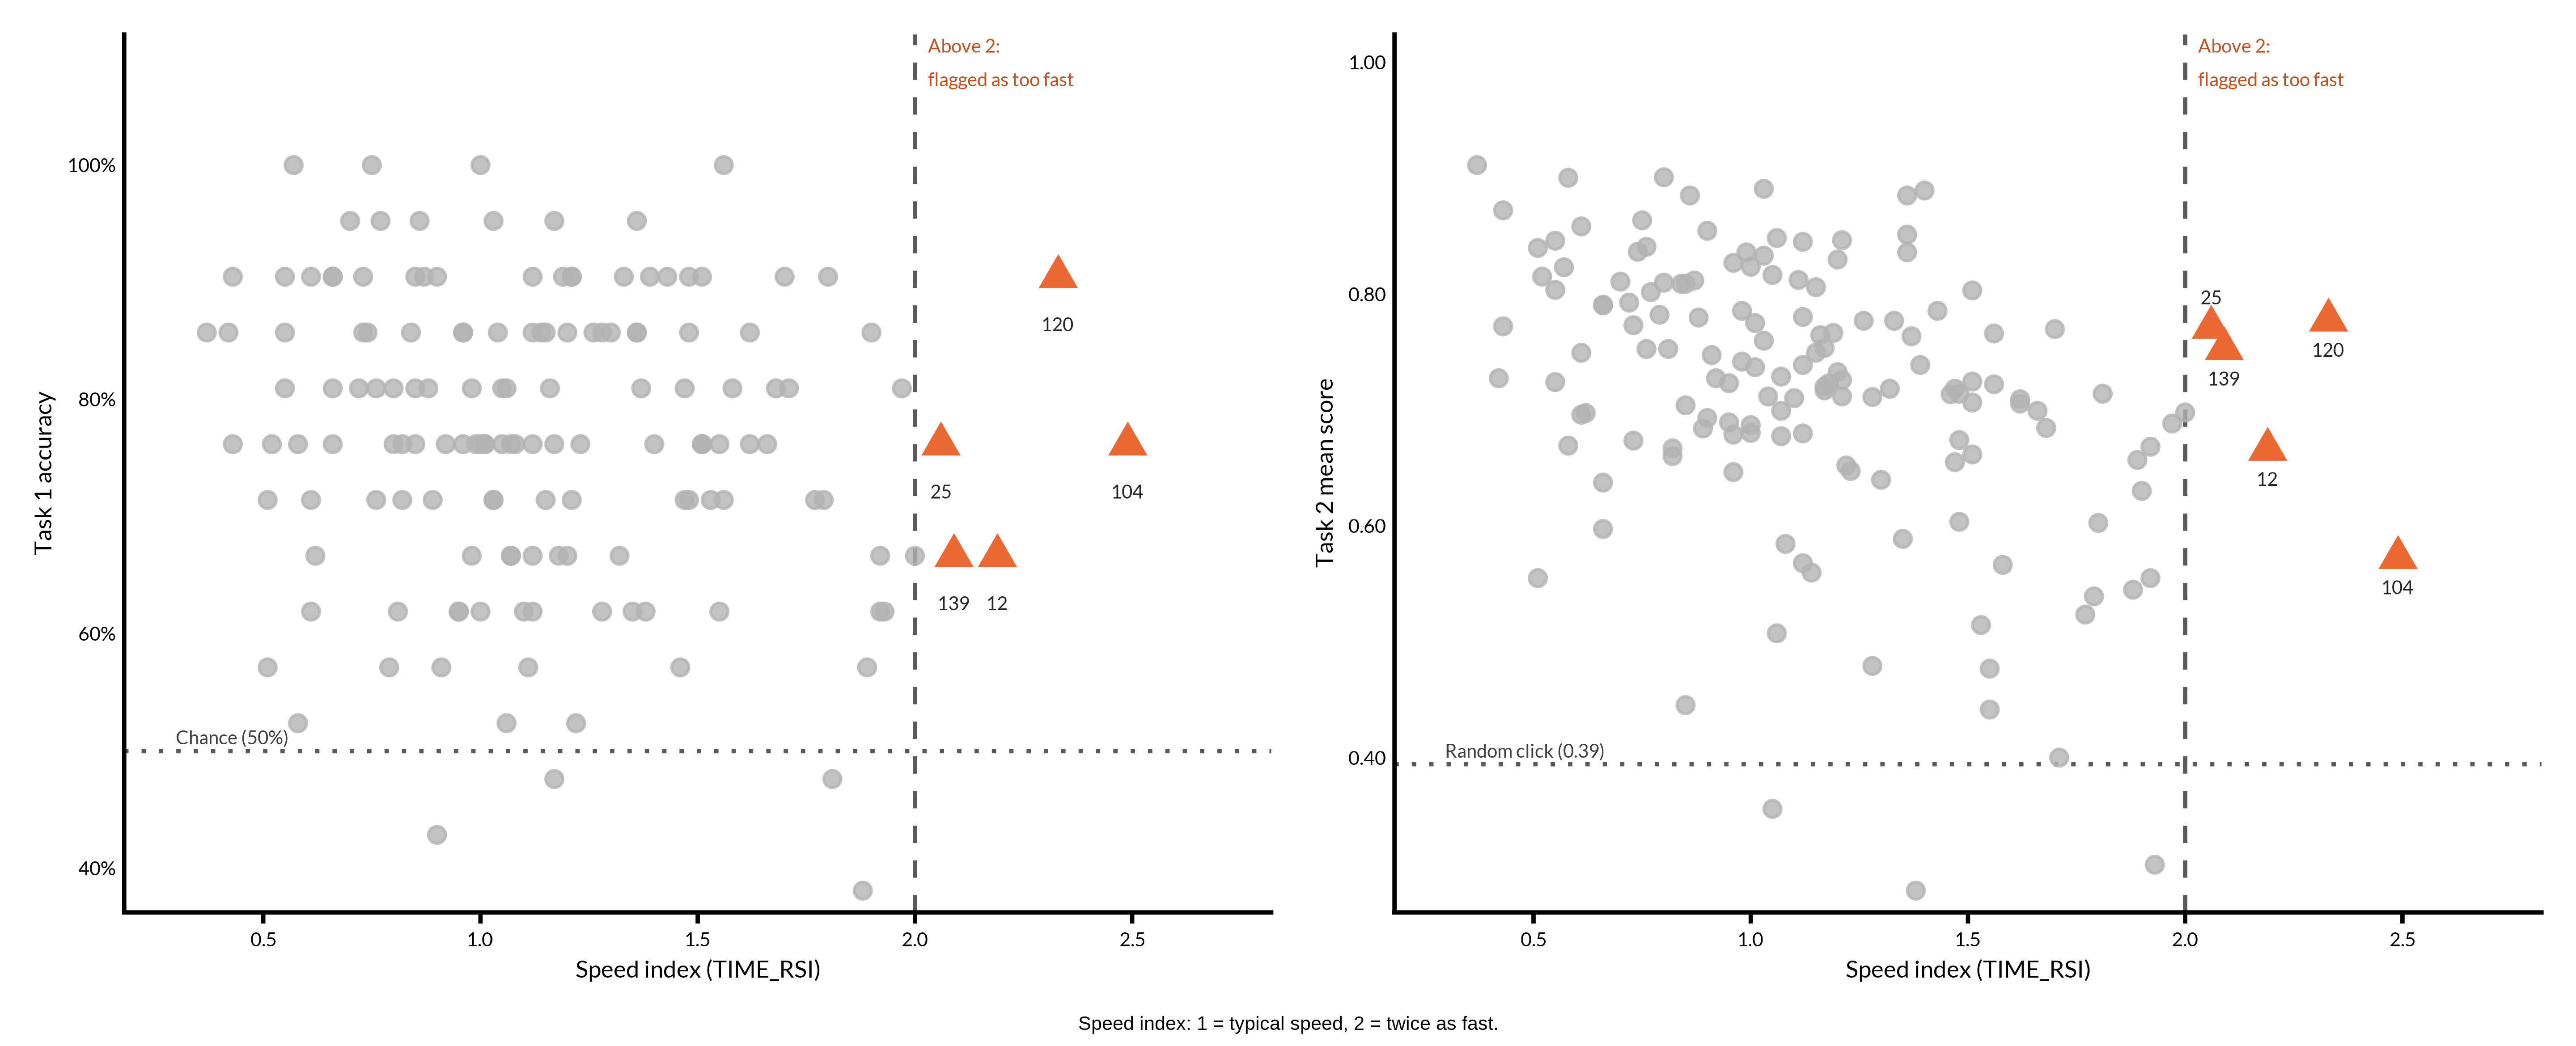 Above 2:
flagged as too fast
100%
80%
60%
40%
Task 1 accuracy
120
25
104
139
12
Chance (50%)
0.5
1.0
1.5
2.0
2.5
Speed index (TIME_RSI)
Above 2:
flagged as too fast
1.00
0.80
0.60
0.40
Task 2 mean score
25
120
139
12
104
Random click (0.39)
0.5
1.0
1.5
2.0
2.5
Speed index (TIME_RSI)
Speed index: 1 = typical speed, 2 = twice as fast.